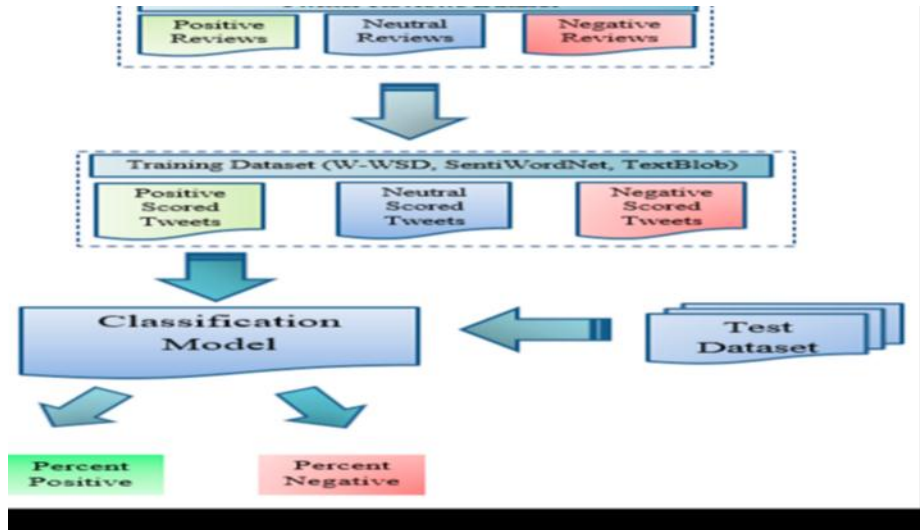 Positive Reviews
Neutral Reviews
Negative Reviews
Training Dataset (W-WSD, SentiWordNet, TextBlob)
Positive Scored Tweets
Neutral Scored Tweets
Negative Scored Tweets
Classification Model
Test Dataset
Percent Positive
Percent Negative